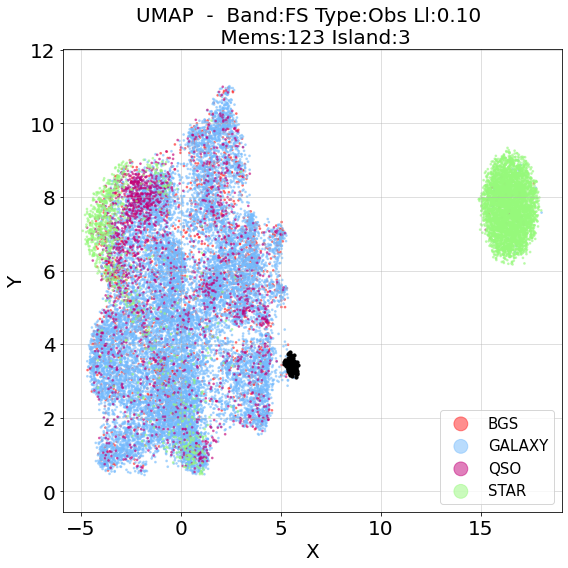 UMAP - Band:FS Type:Obs Ll:0.10
Mems:123 Island:3
12
10
8
6
4
2
0
Y
−5
0
5
10
15
X
BGS
GALAXY
QSO
STAR